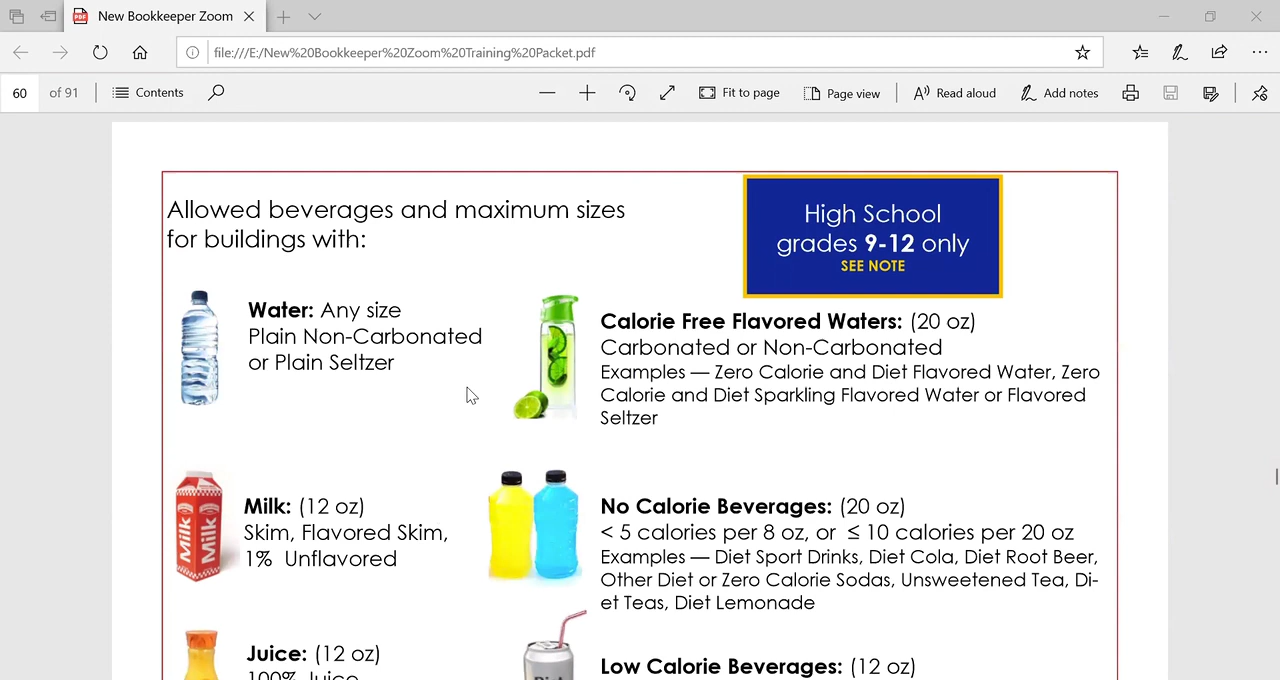 New Bookkeeper Zoom
file:///E:/New%20Bookkeeper%20Zoom%20Training%20Packet.pdf
60 of 91 Contents Fit to page Page view Read aloud Add notes
Allowed beverages and maximum sizes
for buildings with:
High School
grades 9-12 only
SEE NOTE
Water: Any size
Plain Non-Carbonated
or Plain Seltzer
Calorie Free Flavored Waters: (20 oz)
Carbonated or Non-Carbonated
Examples — Zero Calorie and Diet Flavored Water, Zero
Calorie and Diet Sparkling Flavored Water or Flavored
Seltzer
Milk: (12 oz)
Skim, Flavored Skim,
1% Unflavored
Milk
Milk
No Calorie Beverages: (20 oz)
< 5 calories per 8 oz, or ≤ 10 calories per 20 oz
Examples — Diet Sport Drinks, Diet Cola, Diet Root Beer,
Other Diet or Zero Calorie Sodas, Unsweetened Tea, Di-
et Teas, Diet Lemonade
Juice: (12 oz)
100% Juice
Diet
Low Calorie Beverages: (12 oz)